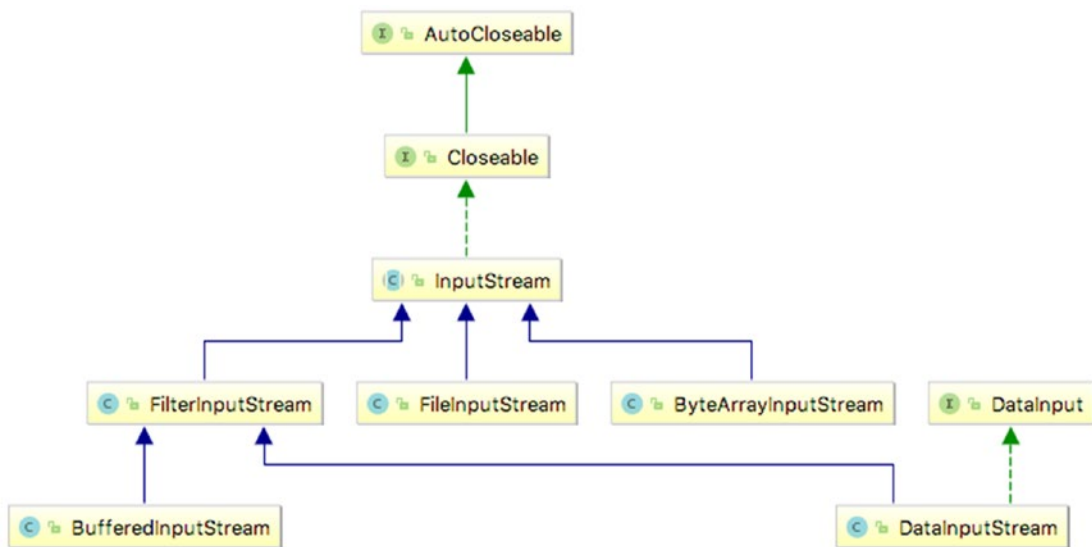 I AutoCloseable
I Closeable
C InputStream
C FilterInputStream
C FileInputStream
C ByteArrayInputStream
I DataInput
C BufferedInputStream
C DataInputStream